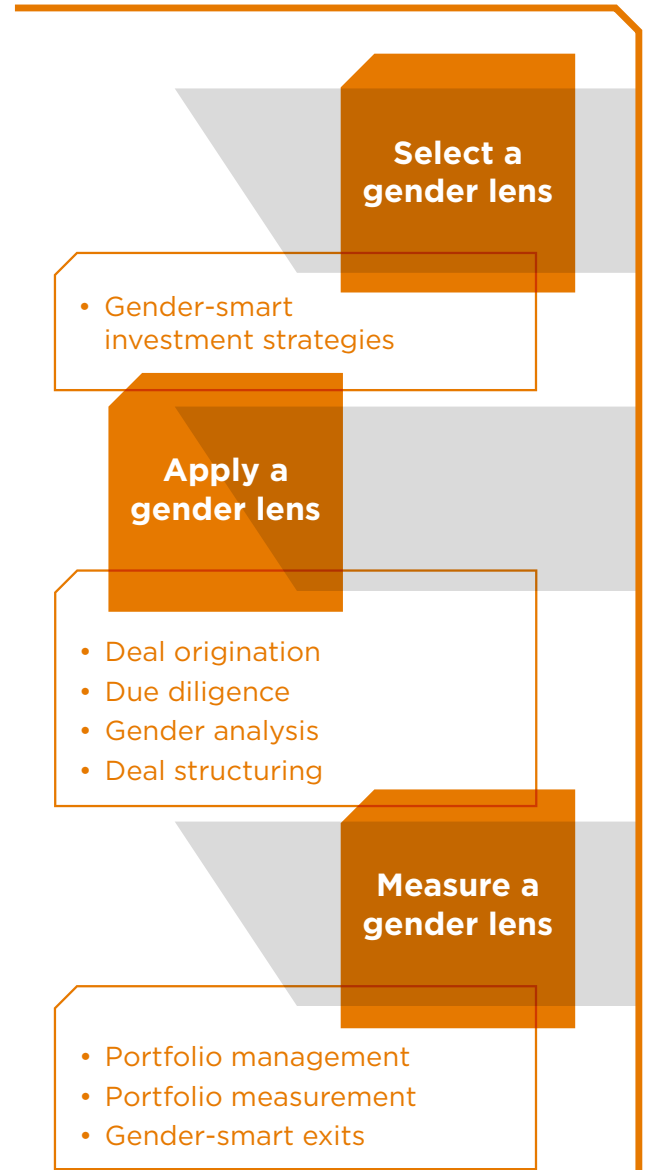 Select a
gender lens
• Gender-smart
investment strategies
Apply a
gender lens
• Deal origination
• Due diligence
• Gender analysis
• Deal structuring
Measure a
gender lens
• Portfolio management
• Portfolio measurement
• Gender-smart exits